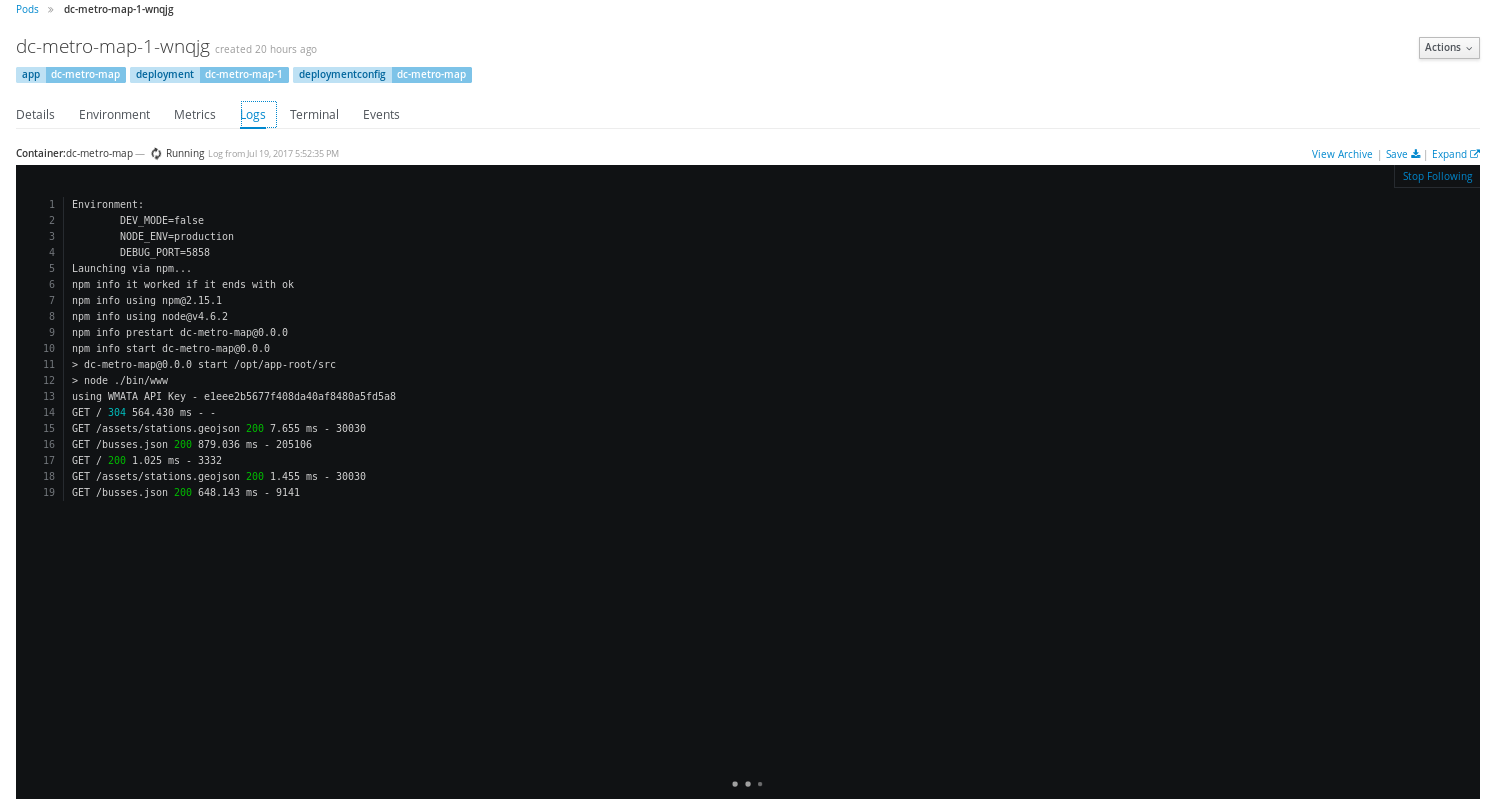 Pods » dc-metro-map-1-wnqjg
dc-metro-map-1-wnqjg created 20 hours ago
Actions
app dc-metro-map deployment dc-metro-map-1 deploymentconfig dc-metro-map
Details Environment Metrics Logs Terminal Events
Container:dc-metro-map — Running Log from Jul 19, 2017 5:52:35 PM
View Archive | Save | Expand
Stop Following
1 Environment:
2 DEV_MODE=false
3 NODE_ENV=production
4 DEBUG_PORT=5858
5 Launching via npm...
6 npm info it worked if it ends with ok
7 npm info using npm@2.15.1
8 npm info using node@v4.6.2
9 npm info prestart dc-metro-map@0.0.0
10 npm info start dc-metro-map@0.0.0
11 > dc-metro-map@0.0.0 start /opt/app-root/src
12 > node ./bin/www
13 using WMATA API Key - e1eee2b5677f408da40af8480a5fd5a8
14 GET / 304 564.430 ms - -
15 GET /assets/stations.geojson 200 7.655 ms - 30030
16 GET /busses.json 200 879.036 ms - 205106
17 GET / 200 1.025 ms - 3332
18 GET /assets/stations.geojson 200 1.455 ms - 30030
19 GET /busses.json 200 648.143 ms - 9141